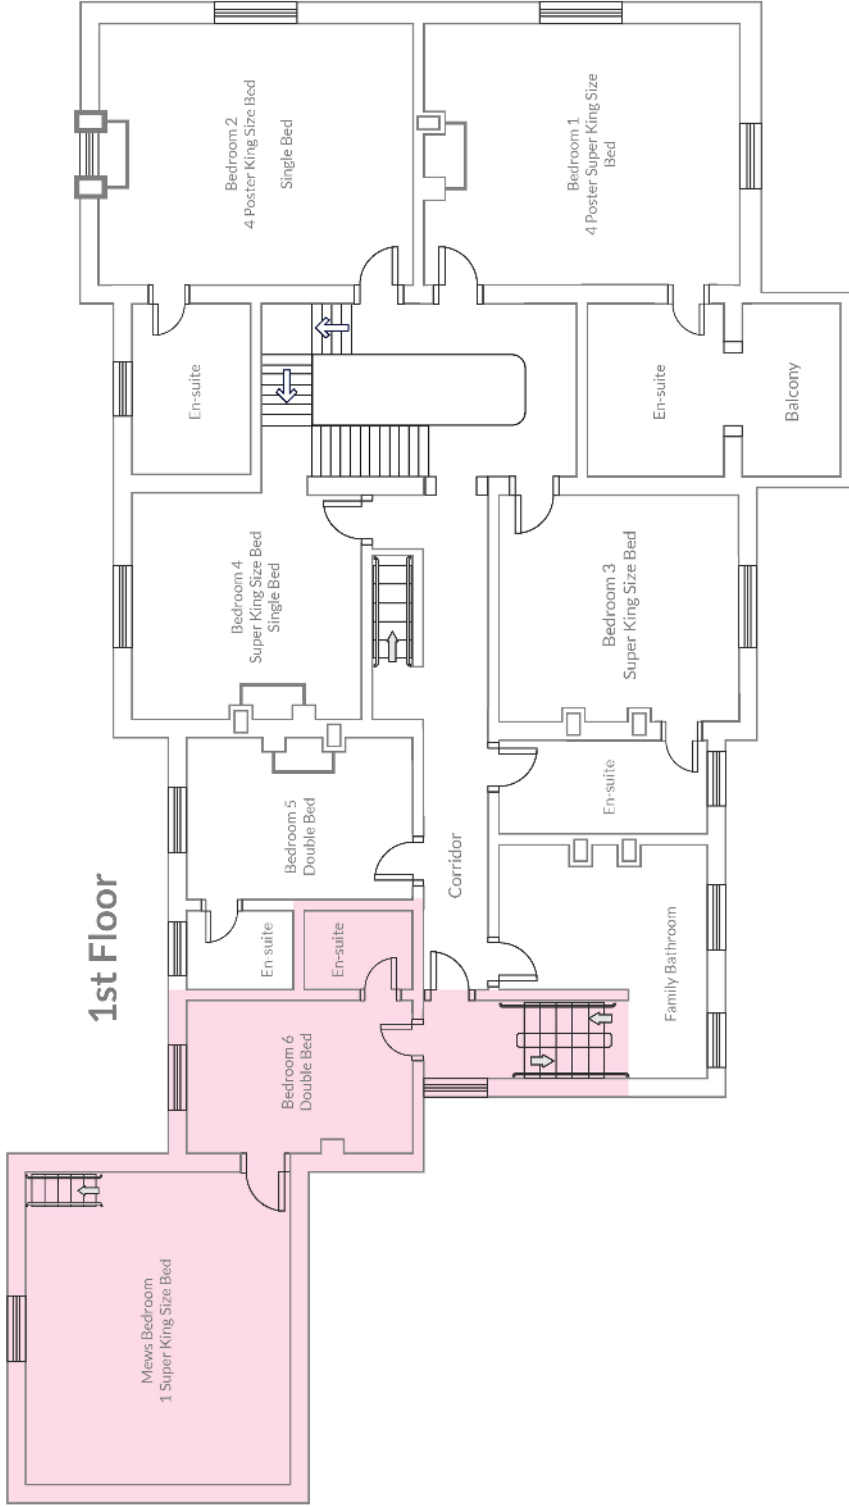 1st Floor
Mews Bedroom
1 Super King Size Bed
Bedroom 6
Double Bed
En-suite
En-suite
Bedroom 5
Double Bed
Bedroom 4
Super King Size Bed
Single Bed
En-suite
Bedroom 2
4 Poster King Size Bed
Single Bed
Corridor
Family Bathroom
En-suite
Bedroom 3
Super King Size Bed
En-suite
Balcony
Bedroom 1
4 Poster Super King Size
Bed